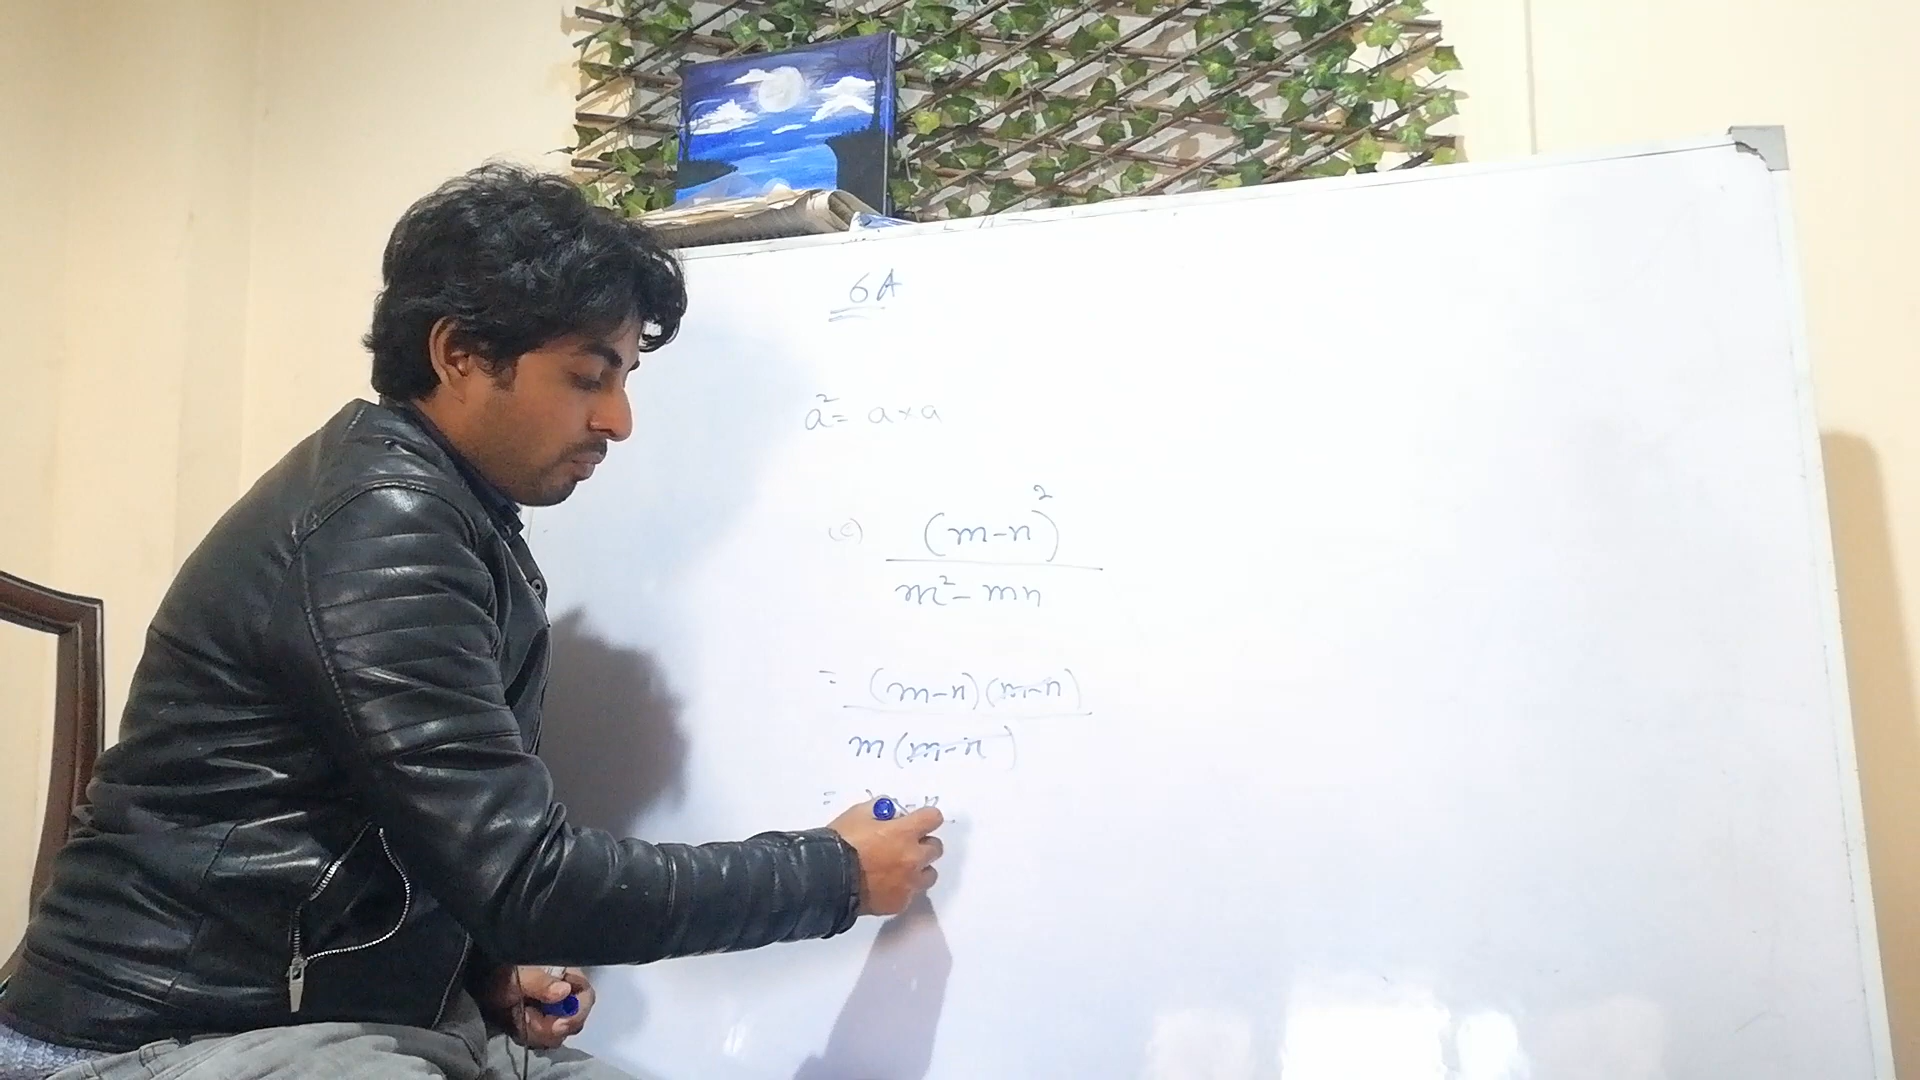 6A
a² = a × a
(c) (m-n)²
m² - mn
= (m-n)(m-n)
m(m-n)
= m-n